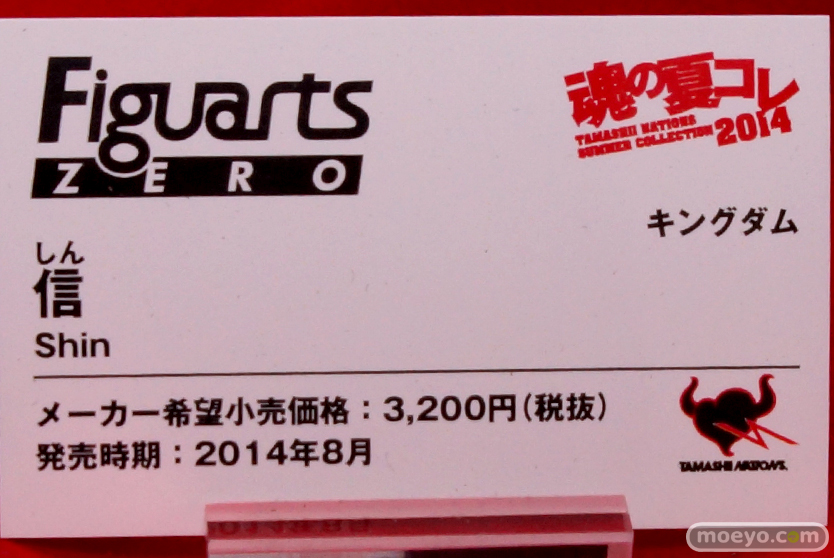 Figuarts
ZERO
魂の夏コレ
TAMASHII NATIONS
SUMMER COLLECTION 2014
キングダム
しん
信
Shin
メーカー希望小売価格：3,200円(税抜)
発売時期：2014年8月
TAMASHII NATIONS.
moeyo.com